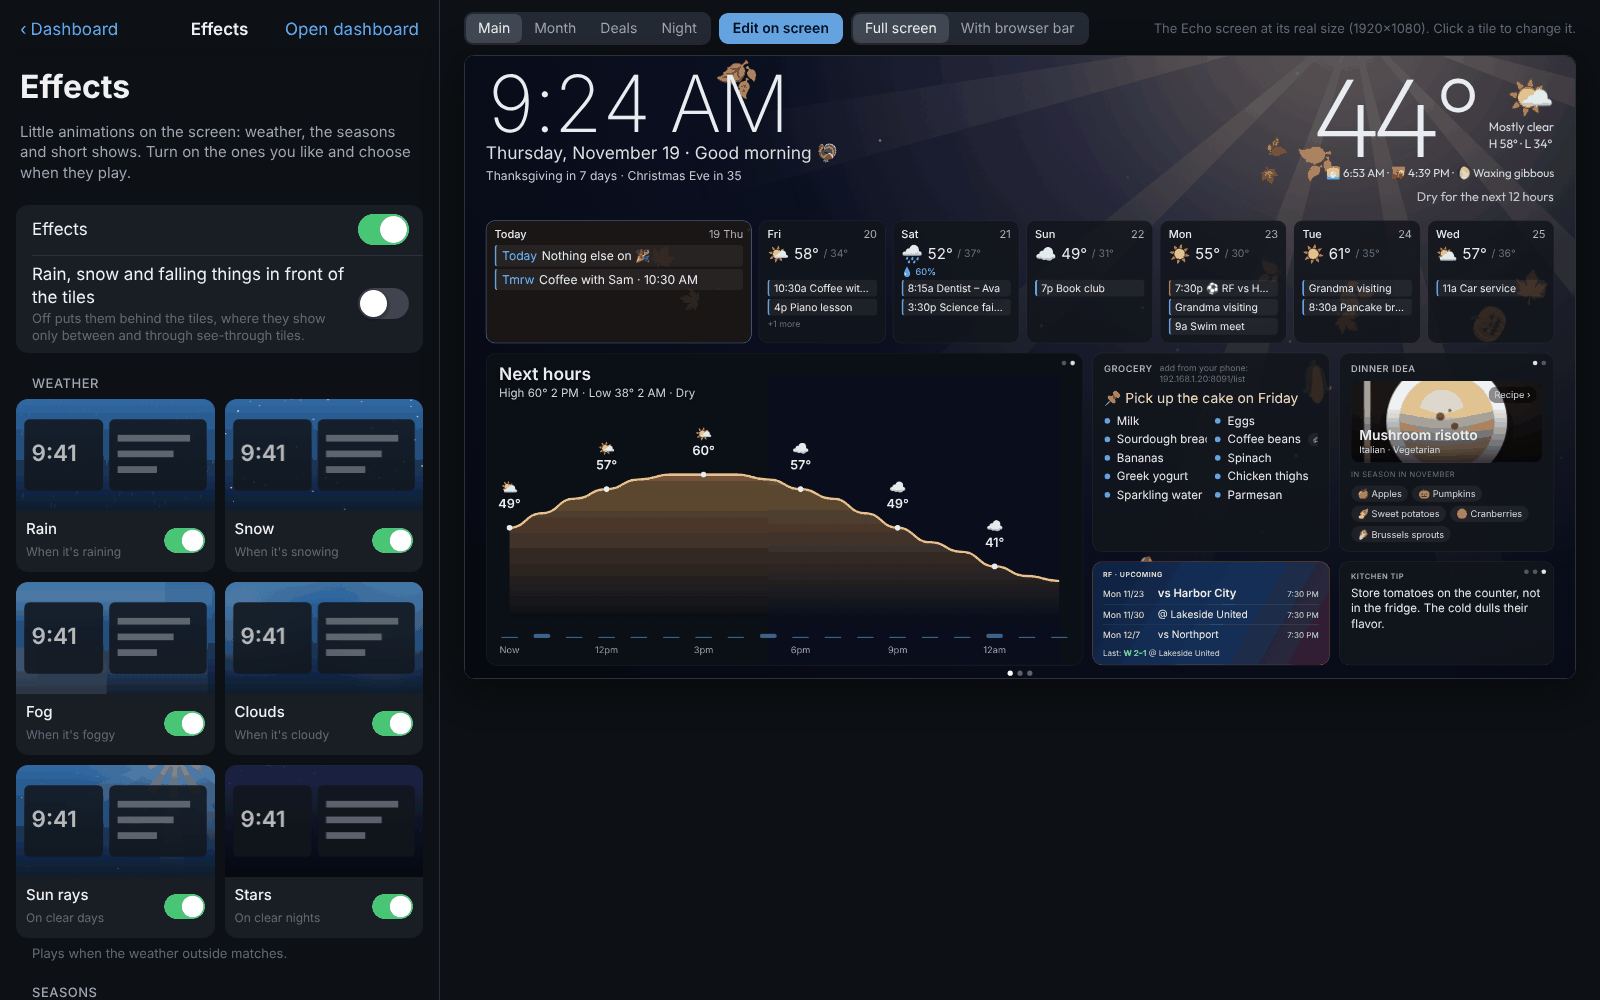 ‹ Dashboard
Effects
Open dashboard
Effects
Little animations on the screen: weather, the seasons
and short shows. Turn on the ones you like and choose
when they play.
Effects
Rain, snow and falling things in front of
the tiles
Off puts them behind the tiles, where they show
only between and through see-through tiles.
WEATHER
9:41
Rain
When it's raining
9:41
Snow
When it's snowing
9:41
Fog
When it's foggy
9:41
Clouds
When it's cloudy
9:41
Sun rays
On clear days
9:41
Stars
On clear nights
Plays when the weather outside matches.
SEASONS
Main
Month
Deals
Night
Edit on screen
Full screen
With browser bar
The Echo screen at its real size (1920×1080). Click a tile to change it.
9:24 AM
Thursday, November 19 · Good morning
Thanksgiving in 7 days · Christmas Eve in 35
44°
Mostly clear
H 58° · L 34°
6:53 AM · 4:39 PM · Waxing gibbous
Dry for the next 12 hours
Today 19 Thu
Today Nothing else on
Tmrw Coffee with Sam · 10:30 AM
Fri 20
58° / 34°
10:30a Coffee wit…
4p Piano lesson
+1 more
Sat 21
52° / 37°
60%
8:15a Dentist – Ava
3:30p Science fai…
Sun 22
49° / 31°
7p Book club
Mon 23
55° / 30°
7:30p RF vs H…
Grandma visiting
9a Swim meet
Tue 24
61° / 35°
Grandma visiting
8:30a Pancake br…
Wed 25
57° / 36°
11a Car service
Next hours
High 60° 2 PM · Low 38° 2 AM · Dry
49°
57°
60°
57°
49°
41°
Now
12pm
3pm
6pm
9pm
12am
GROCERY
add from your phone:
192.168.1.20:8091/list
Pick up the cake on Friday
Milk
Eggs
Sourdough bread
Coffee beans
Bananas
Spinach
Greek yogurt
Chicken thighs
Sparkling water
Parmesan
DINNER IDEA
Recipe ›
Mushroom risotto
Italian · Vegetarian
IN SEASON IN NOVEMBER
Apples
Pumpkins
Sweet potatoes
Cranberries
Brussels sprouts
RF · UPCOMING
Mon 11/23 vs Harbor City 7:30 PM
Mon 11/30 @ Lakeside United 7:30 PM
Mon 12/7 vs Northport 7:30 PM
Last: W 2–1 @ Lakeside United
KITCHEN TIP
Store tomatoes on the counter, not
in the fridge. The cold dulls their
flavor.